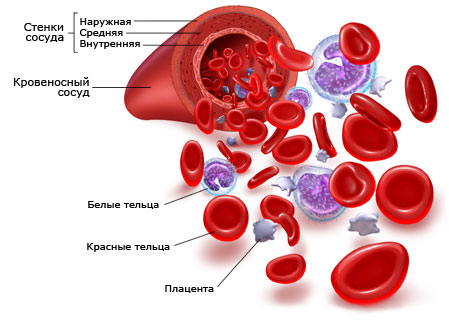 Стенки
сосуда
Наружная
Средняя
Внутренняя
Кровеносный
сосуд
Белые тельца
Красные тельца
Плацента